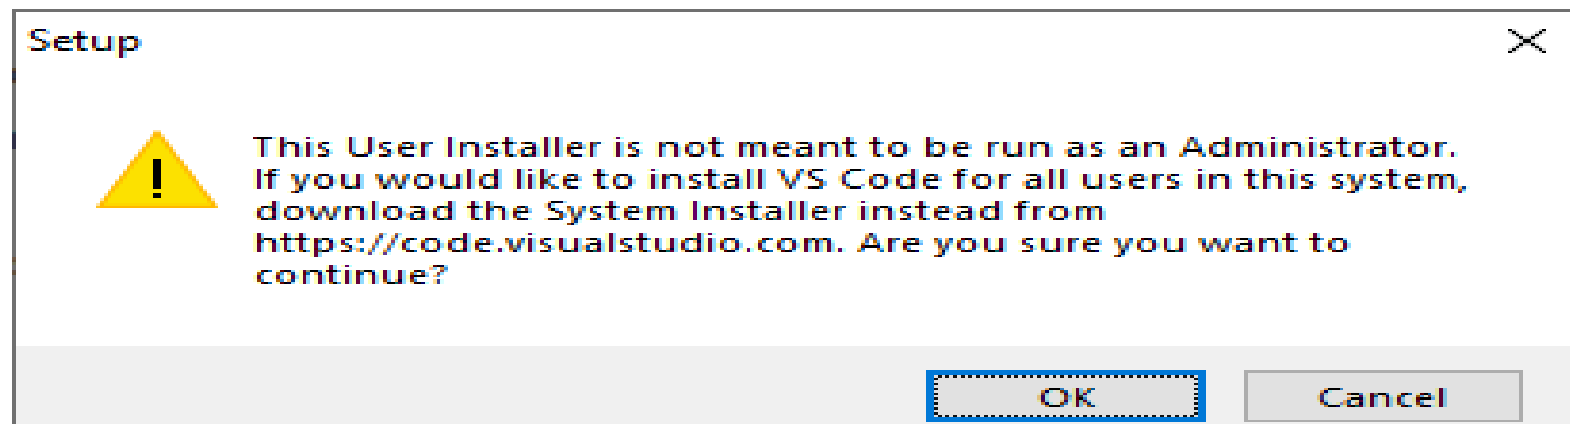 Setup
This User Installer is not meant to be run as an Administrator.
If you would like to install VS Code for all users in this system,
download the System Installer instead from
https://code.visualstudio.com. Are you sure you want to
continue?
OK Cancel